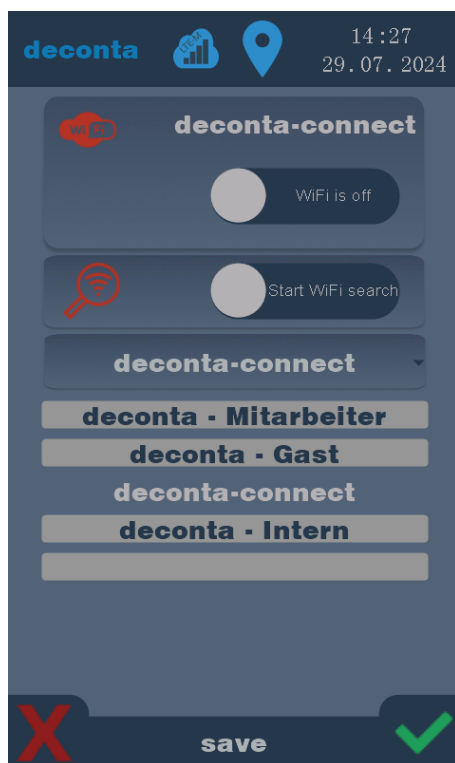 deconta
LTE-M
14:27
29.07.2024
WiFi
deconta-connect
WiFi is off
Start WiFi search
deconta-connect
deconta - Mitarbeiter
deconta - Gast
deconta-connect
deconta - Intern
X
save